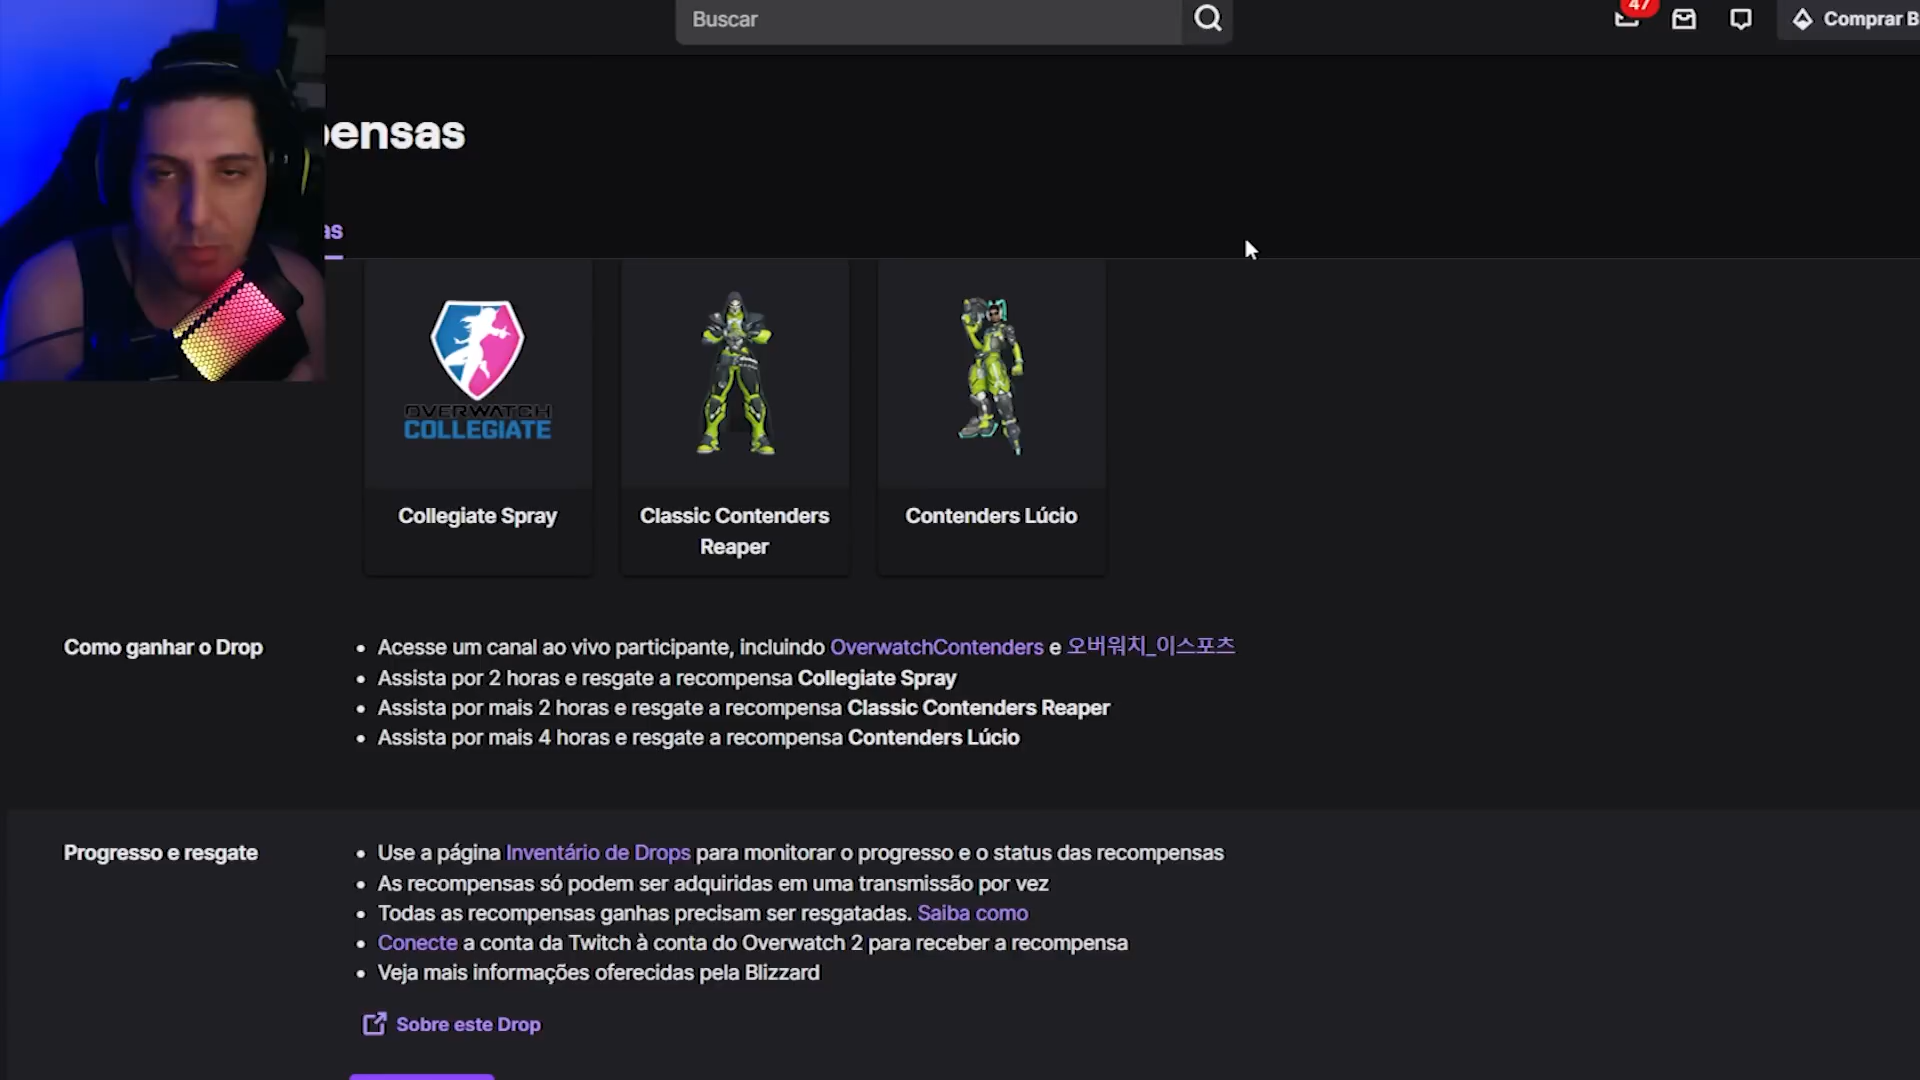 Buscar
47
Comprar B
pensas
as
OVERWATCH
COLLEGIATE
Collegiate Spray
Classic Contenders
Reaper
Contenders Lúcio
Como ganhar o Drop
• Acesse um canal ao vivo participante, incluindo OverwatchContenders e 오버워치_이스포츠
• Assista por 2 horas e resgate a recompensa Collegiate Spray
• Assista por mais 2 horas e resgate a recompensa Classic Contenders Reaper
• Assista por mais 4 horas e resgate a recompensa Contenders Lúcio
Progresso e resgate
• Use a página Inventário de Drops para monitorar o progresso e o status das recompensas
• As recompensas só podem ser adquiridas em uma transmissão por vez
• Todas as recompensas ganhas precisam ser resgatadas. Saiba como
• Conecte a conta da Twitch à conta do Overwatch 2 para receber a recompensa
• Veja mais informações oferecidas pela Blizzard
Sobre este Drop